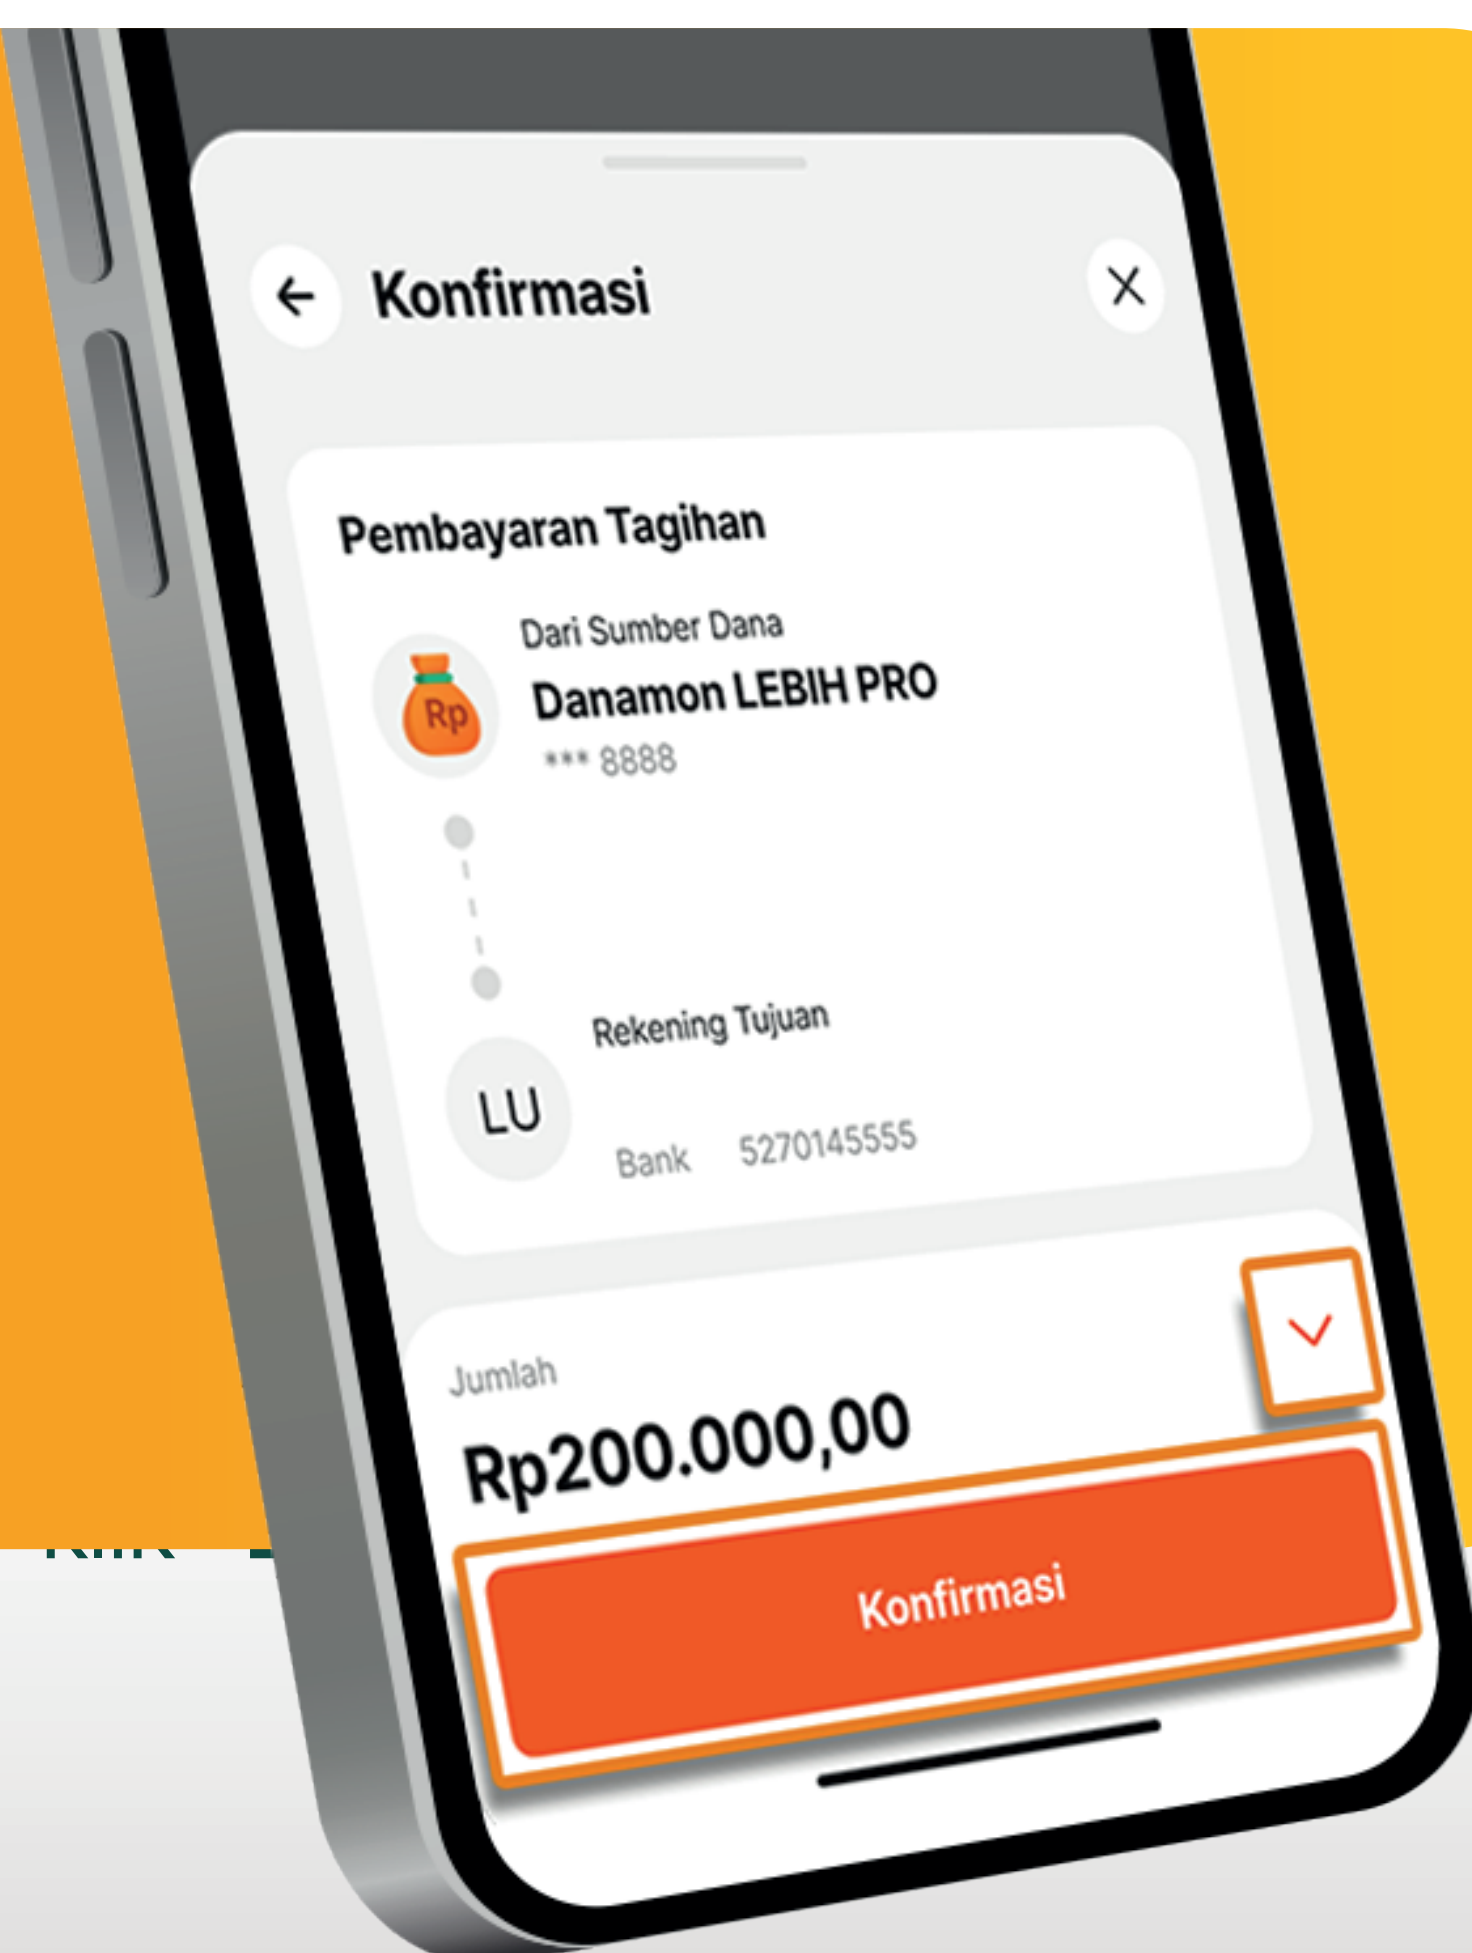 Konfirmasi
Pembayaran Tagihan
Dari Sumber Dana
Rp
Danamon LEBIH PRO
*** 8888
Rekening Tujuan
LU
Bank 5270145555
Jumlah
Rp200.000,00
Konfirmasi